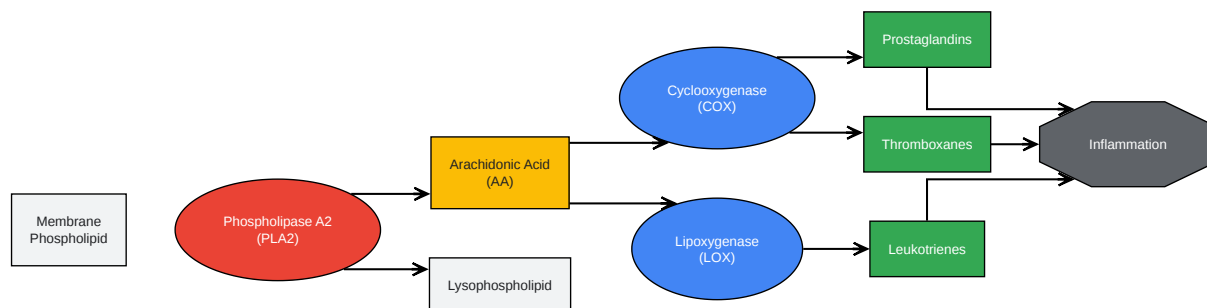 Membrane
Phospholipid
Phospholipase A2
(PLA2)
Arachidonic Acid
(AA)
Lysophospholipid
Cyclooxygenase
(COX)
Lipoxygenase
(LOX)
Prostaglandins
Thromboxanes
Leukotrienes
Inflammation